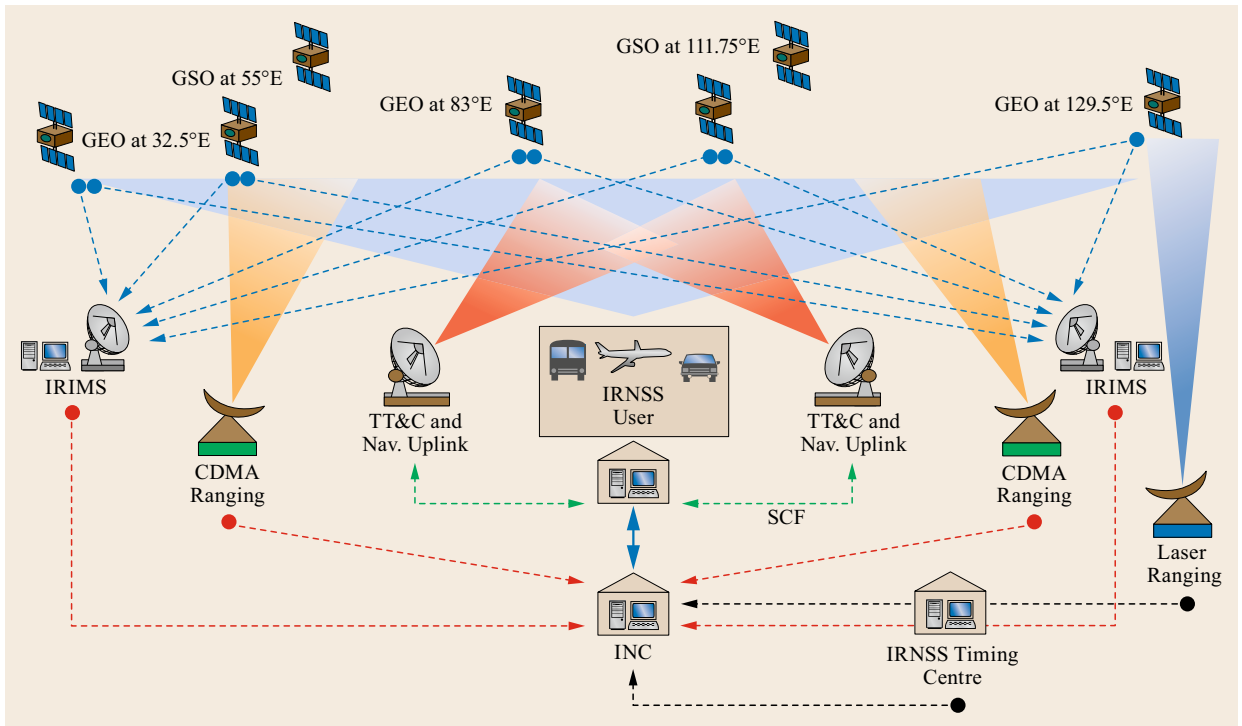 GSO at 55°E
GSO at 111.75°E
GEO at 32.5°E
GEO at 83°E
GEO at 129.5°E
IRIMS
IRNSS
User
IRIMS
TT&C and
Nav. Uplink
TT&C and
Nav. Uplink
CDMA
Ranging
CDMA
Ranging
SCF
Laser
Ranging
INC
IRNSS Timing
Centre